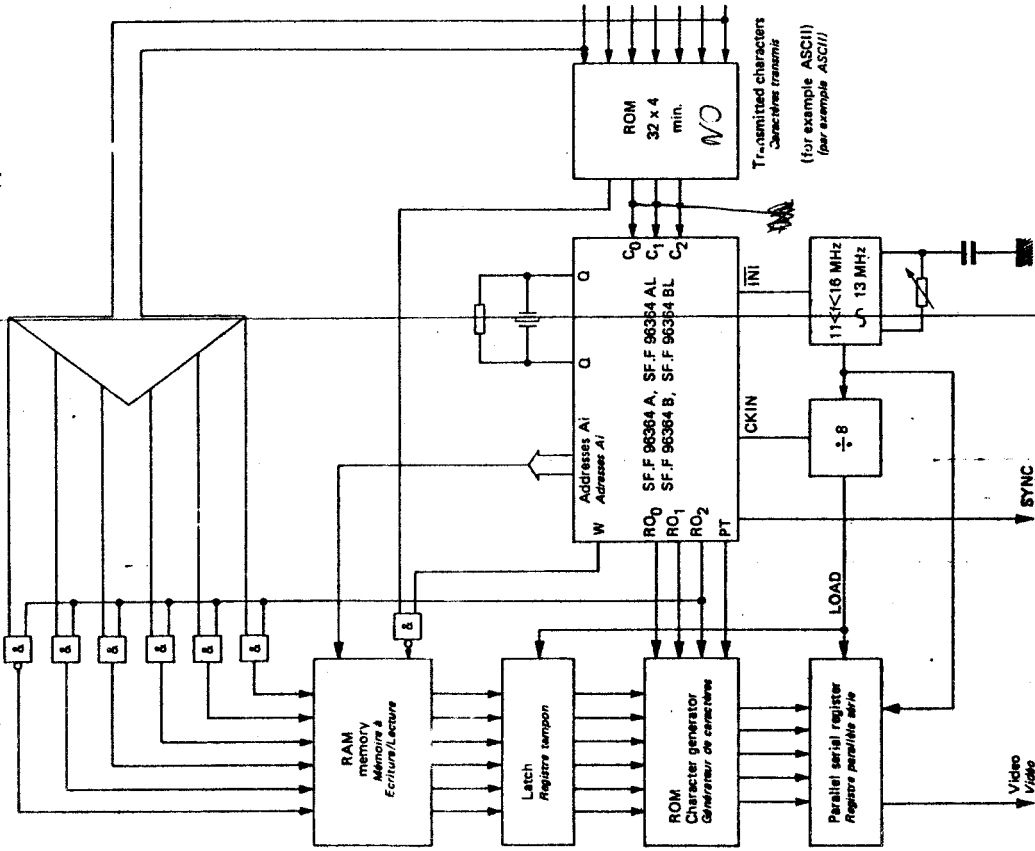 &
&
&
&
&
&
RAM
memory
Mémoire à
Ecriture/Lecture
&
Latch
Registre tampon
ROM
Character generator
Générateur de caractères
Parallel serial register
Registre parallèle série
Video
Vidéo
LOAD
SYNC
Addresses Ai
Adresses Ai
W
RO0
RO1
RO2
PT
SF.F 96364 A, SF.F 96364 AL
SF.F 96364 B, SF.F 96364 BL
Q
Q
C0
C1
C2
INI
CKIN
÷8
11<f<16 MHz
13 MHz
ROM
32 x 4
min.
NO
Transmitted characters
Caractères transmis
(for example ASCII)
(par example ASCII)